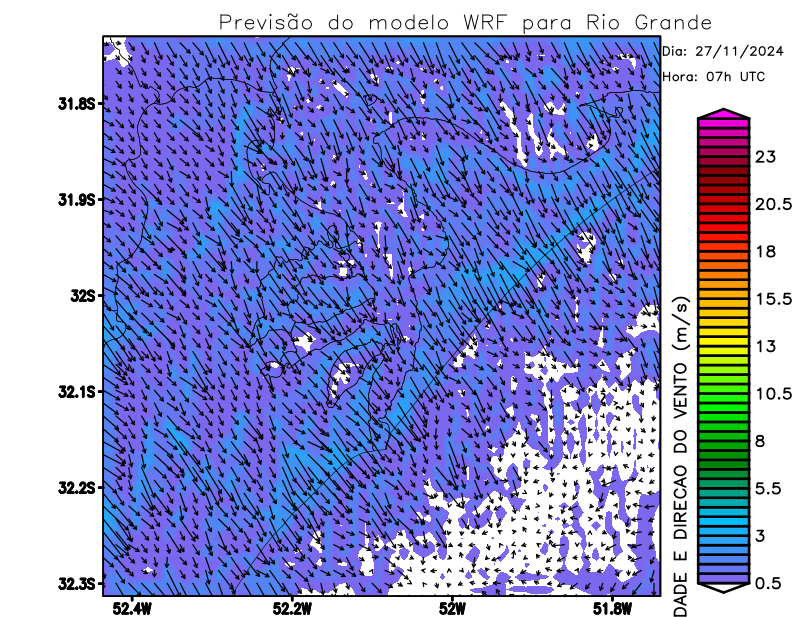 Previsão do modelo WRF para Rio Grande
Dia: 27/11/2024
Hora: 07h UTC
31.8S
31.9S
32S
32.1S
32.2S
32.3S
52.4W
52.2W
52W
51.8W
23
20.5
18
15.5
13
10.5
8
5.5
3
0.5
DADE E DIRECAO DO VENTO (m/s)